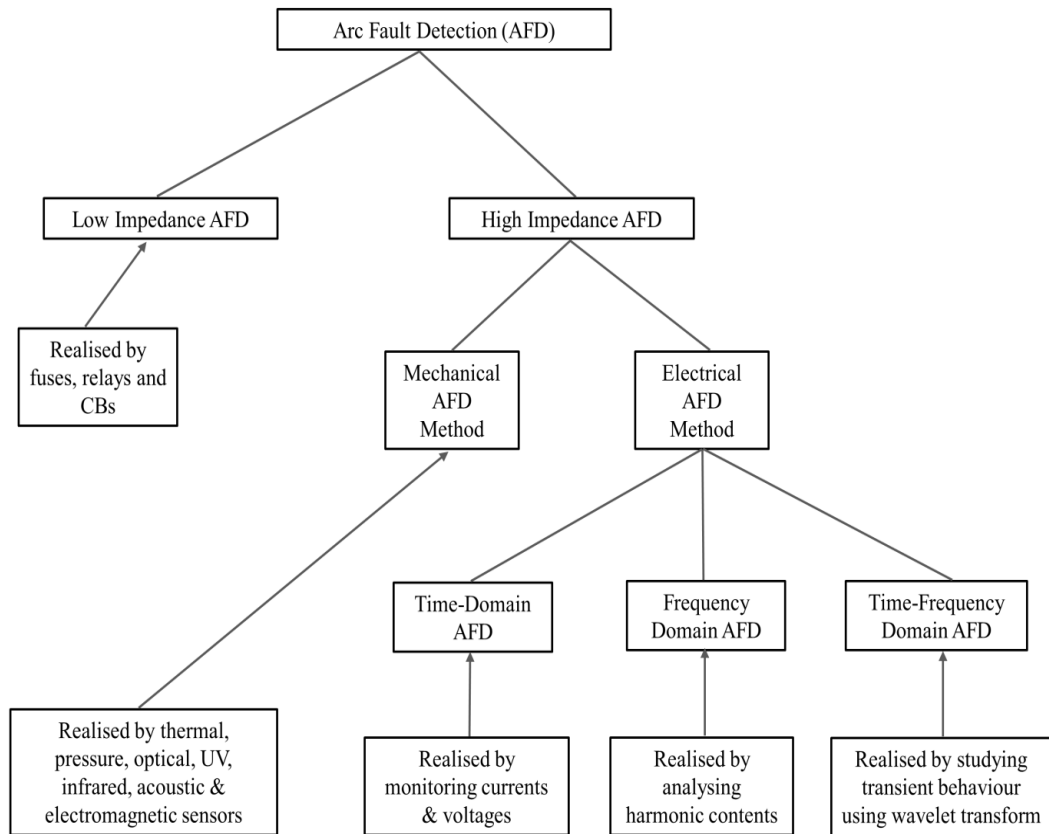 Arc Fault Detection (AFD)
Low Impedance AFD
High Impedance AFD
Realised by
fuses, relays and
CBs
Mechanical
AFD
Method
Electrical
AFD
Method
Time-Domain
AFD
Frequency
Domain AFD
Time-Frequency
Domain AFD
Realised by thermal,
pressure, optical, UV,
infrared, acoustic &
electromagnetic sensors
Realised by
monitoring currents
& voltages
Realised by
analysing
harmonic contents
Realised by studying
transient behaviour
using wavelet transform